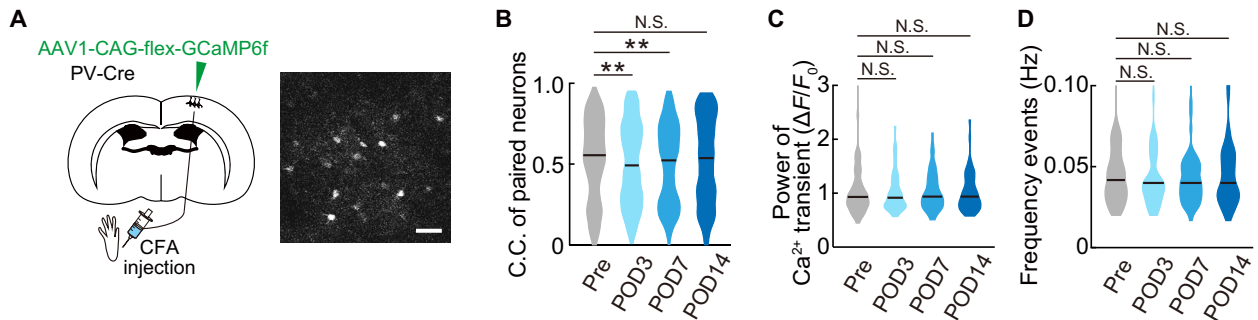 A
AAV1-CAG-flex-GCaMP6f
PV-Cre
CFA
injection
B
N.S.
**
**
C.C. of paired neurons
1.0
0.5
0
Pre
POD3
POD7
POD14
C
N.S.
N.S.
N.S.
Power of
Ca²⁺ transient (ΔF/F₀)
3
2
1
0
Pre
POD3
POD7
POD14
D
N.S.
N.S.
N.S.
Frequency events (Hz)
0.10
0.05
0
Pre
POD3
POD7
POD14